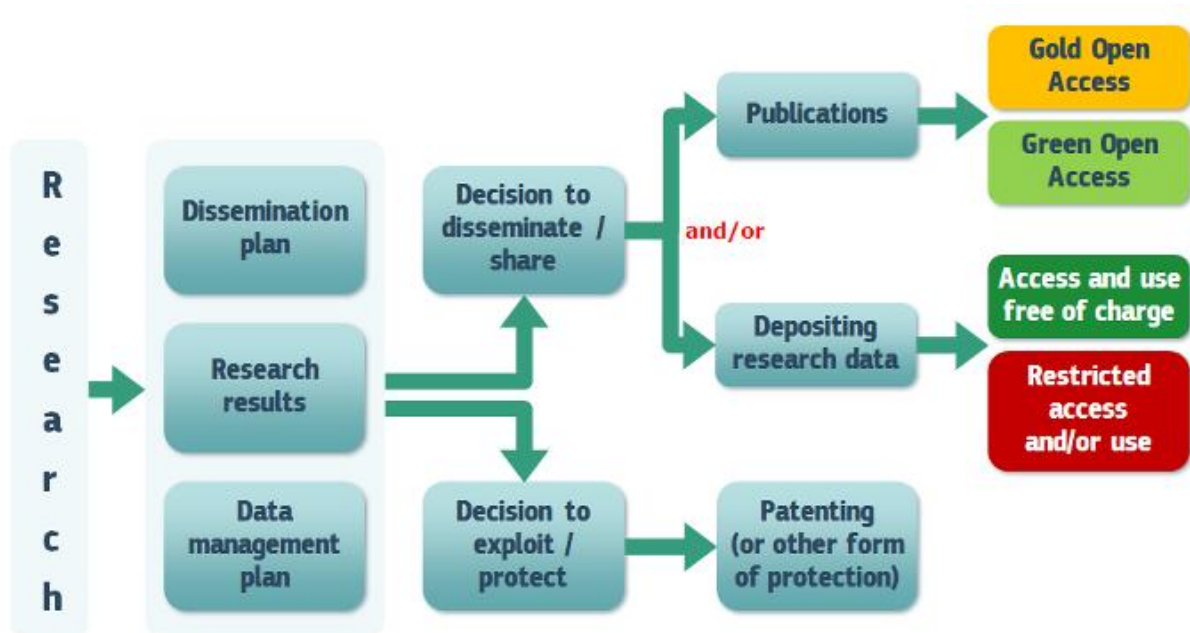 Research
Dissemination
plan
Research
results
Data
management
plan
Decision to
disseminate /
share
Decision to
exploit /
protect
and/or
Publications
Depositing
research data
Patenting
(or other form
of protection)
Gold Open
Access
Green Open
Access
Access and use
free of charge
Restricted
access
and/or use